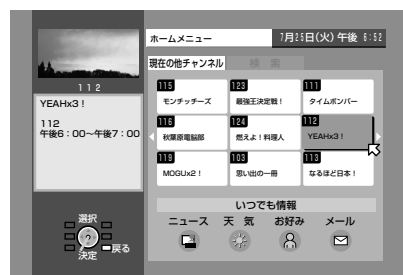 ホームメニュー
7月25日(火) 午後 6:52
現在の他チャンネル
検 索
112
YEAHx3!
112
午後6:00~午後7:00
115
モンチッチーズ
123
最強王決定戦!
111
タイムボンバー
116
秋葉原電脳部
124
燃えよ!料理人
112
YEAHx3!
119
MOGUx2!
103
思い出の一冊
113
なるほど日本!
いつでも情報
ニュース 天 気 お好み メール
選択
?
戻る
決定